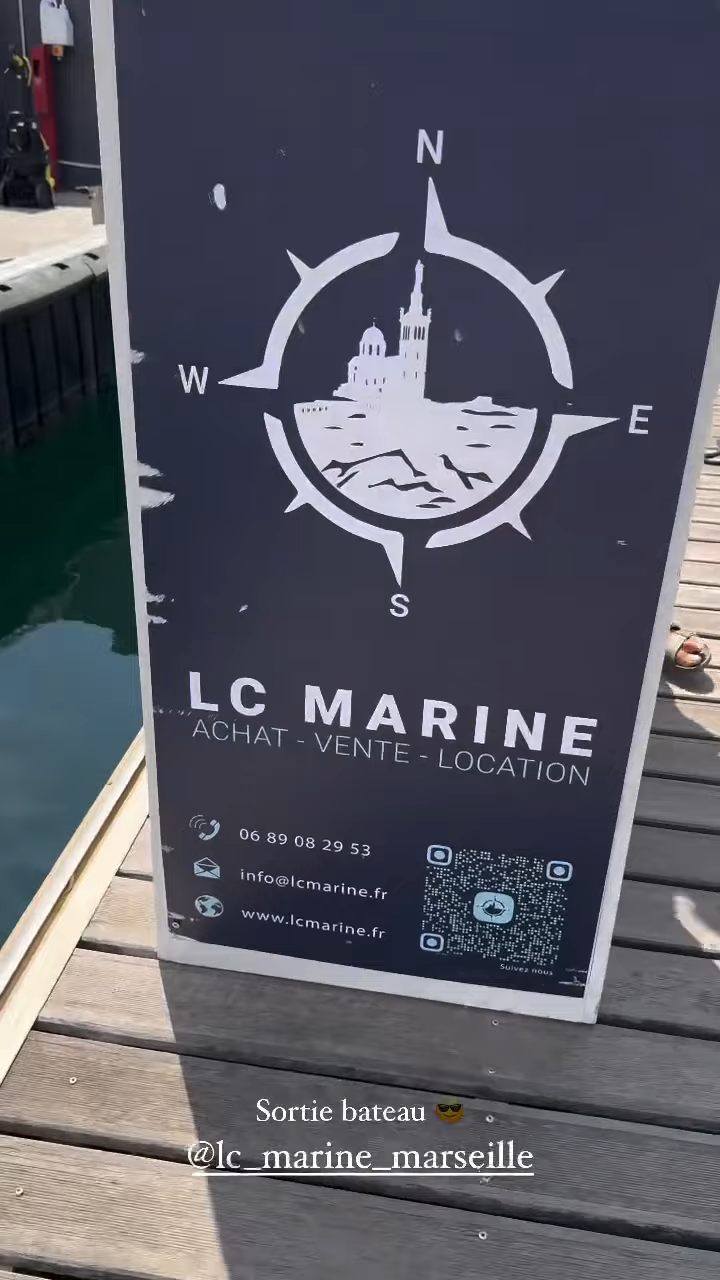 N
W
E
S
LC MARINE
ACHAT - VENTE - LOCATION
06 89 08 29 53
info@lcmarine.fr
www.lcmarine.fr
Suivez nous
Sortie bateau 😎
@lc_marine_marseille